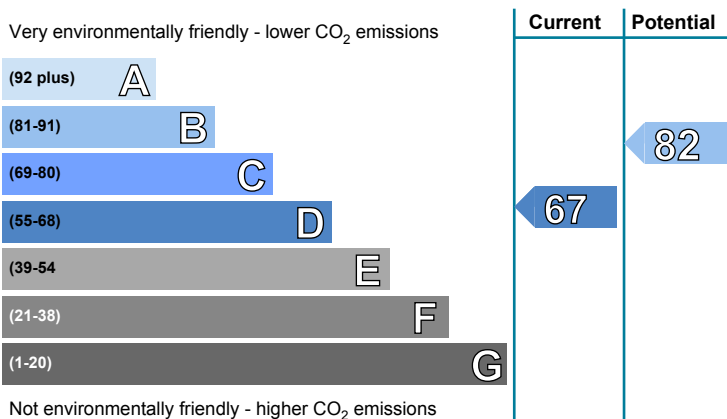 Very environmentally friendly - lower CO2 emissions
Current
Potential
(92 plus) A
(81-91) B
82
(69-80) C
(55-68) D
67
(39-54 E
(21-38) F
(1-20) G
Not environmentally friendly - higher CO2 emissions